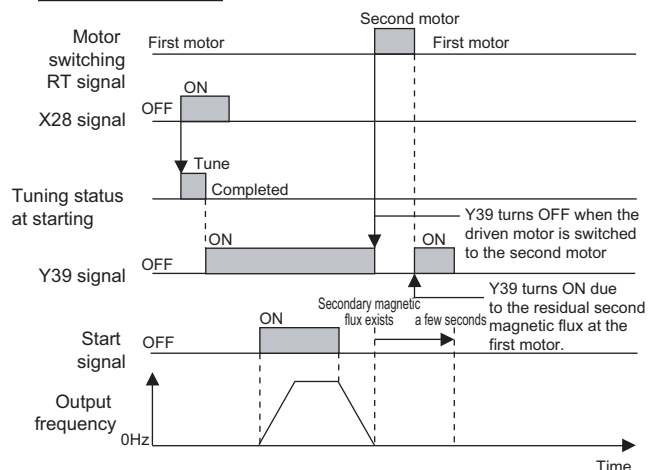 Second motor
Motor
switching
RT signal
First motor
First motor
ON
X28 signal
OFF
Tune
Tuning status
at starting
Completed
Y39 turns OFF when the
driven motor is switched
to the second motor
ON
ON
Y39 signal
OFF
Y39 turns ON due
to the residual second
magnetic flux at the
first motor.
Secondary magnetic
flux exists
a few seconds
ON
Start
signal
OFF
Output
frequency
0Hz
Time